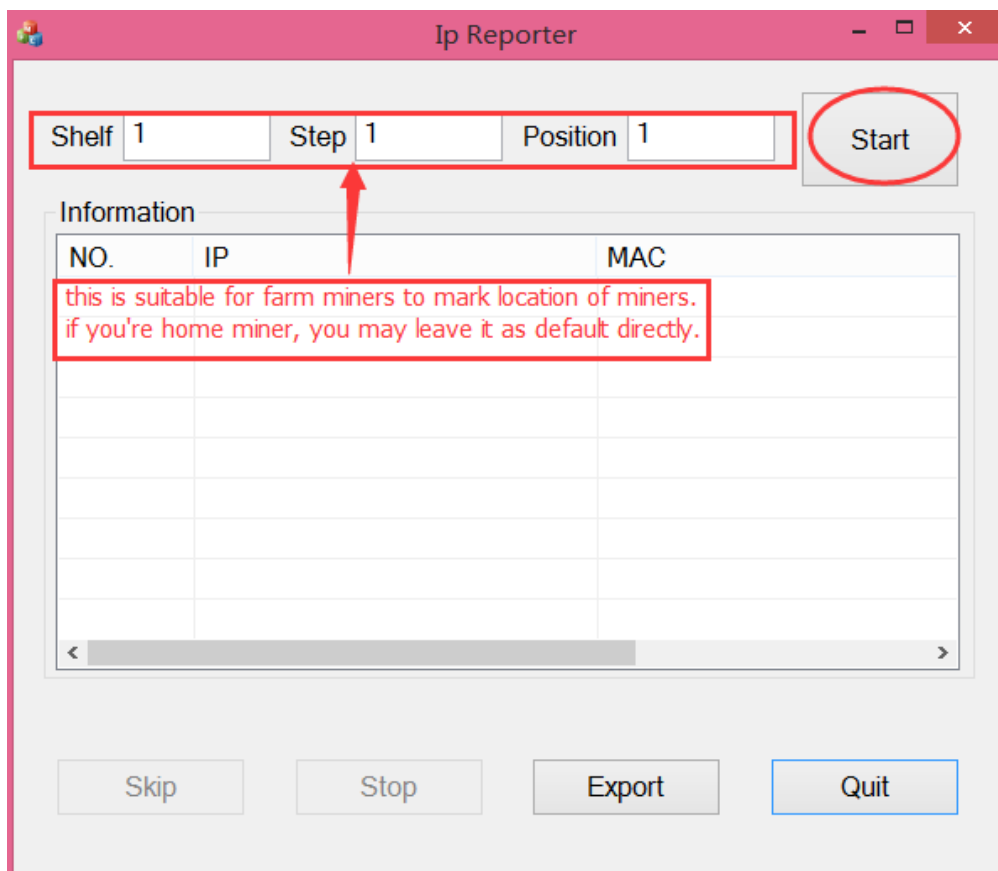 Ip Reporter
Shelf 1 Step 1 Position 1 Start
Information
NO. IP MAC
this is suitable for farm miners to mark location of miners.
if you're home miner, you may leave it as default directly.
Skip Stop Export Quit